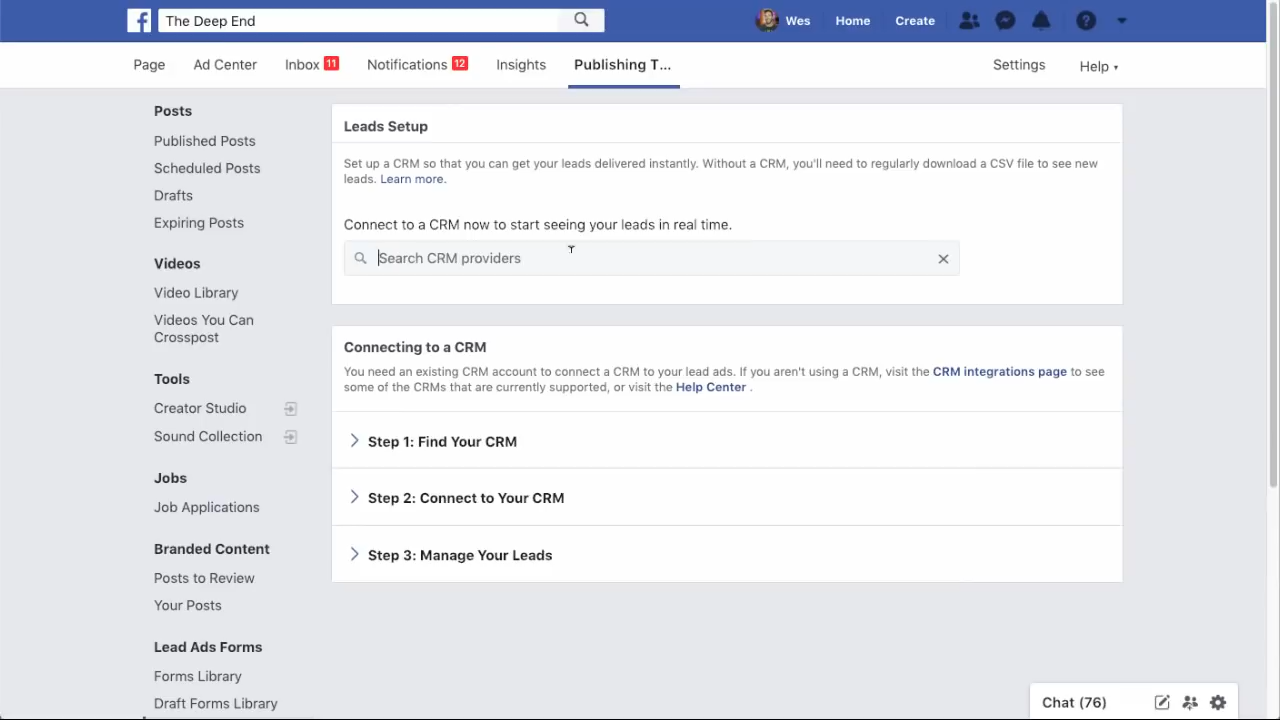 The Deep End
Wes
Home
Create
Page
Ad Center
Inbox 11
Notifications 12
Insights
Publishing T...
Settings
Help
Posts
Published Posts
Scheduled Posts
Drafts
Expiring Posts
Videos
Video Library
Videos You Can
Crosspost
Tools
Creator Studio
Sound Collection
Jobs
Job Applications
Branded Content
Posts to Review
Your Posts
Lead Ads Forms
Forms Library
Draft Forms Library
Leads Setup
Set up a CRM so that you can get your leads delivered instantly. Without a CRM, you'll need to regularly download a CSV file to see new
leads. Learn more.
Connect to a CRM now to start seeing your leads in real time.
Search CRM providers
Connecting to a CRM
You need an existing CRM account to connect a CRM to your lead ads. If you aren't using a CRM, visit the CRM integrations page to see
some of the CRMs that are currently supported, or visit the Help Center .
Step 1: Find Your CRM
Step 2: Connect to Your CRM
Step 3: Manage Your Leads
Chat (76)